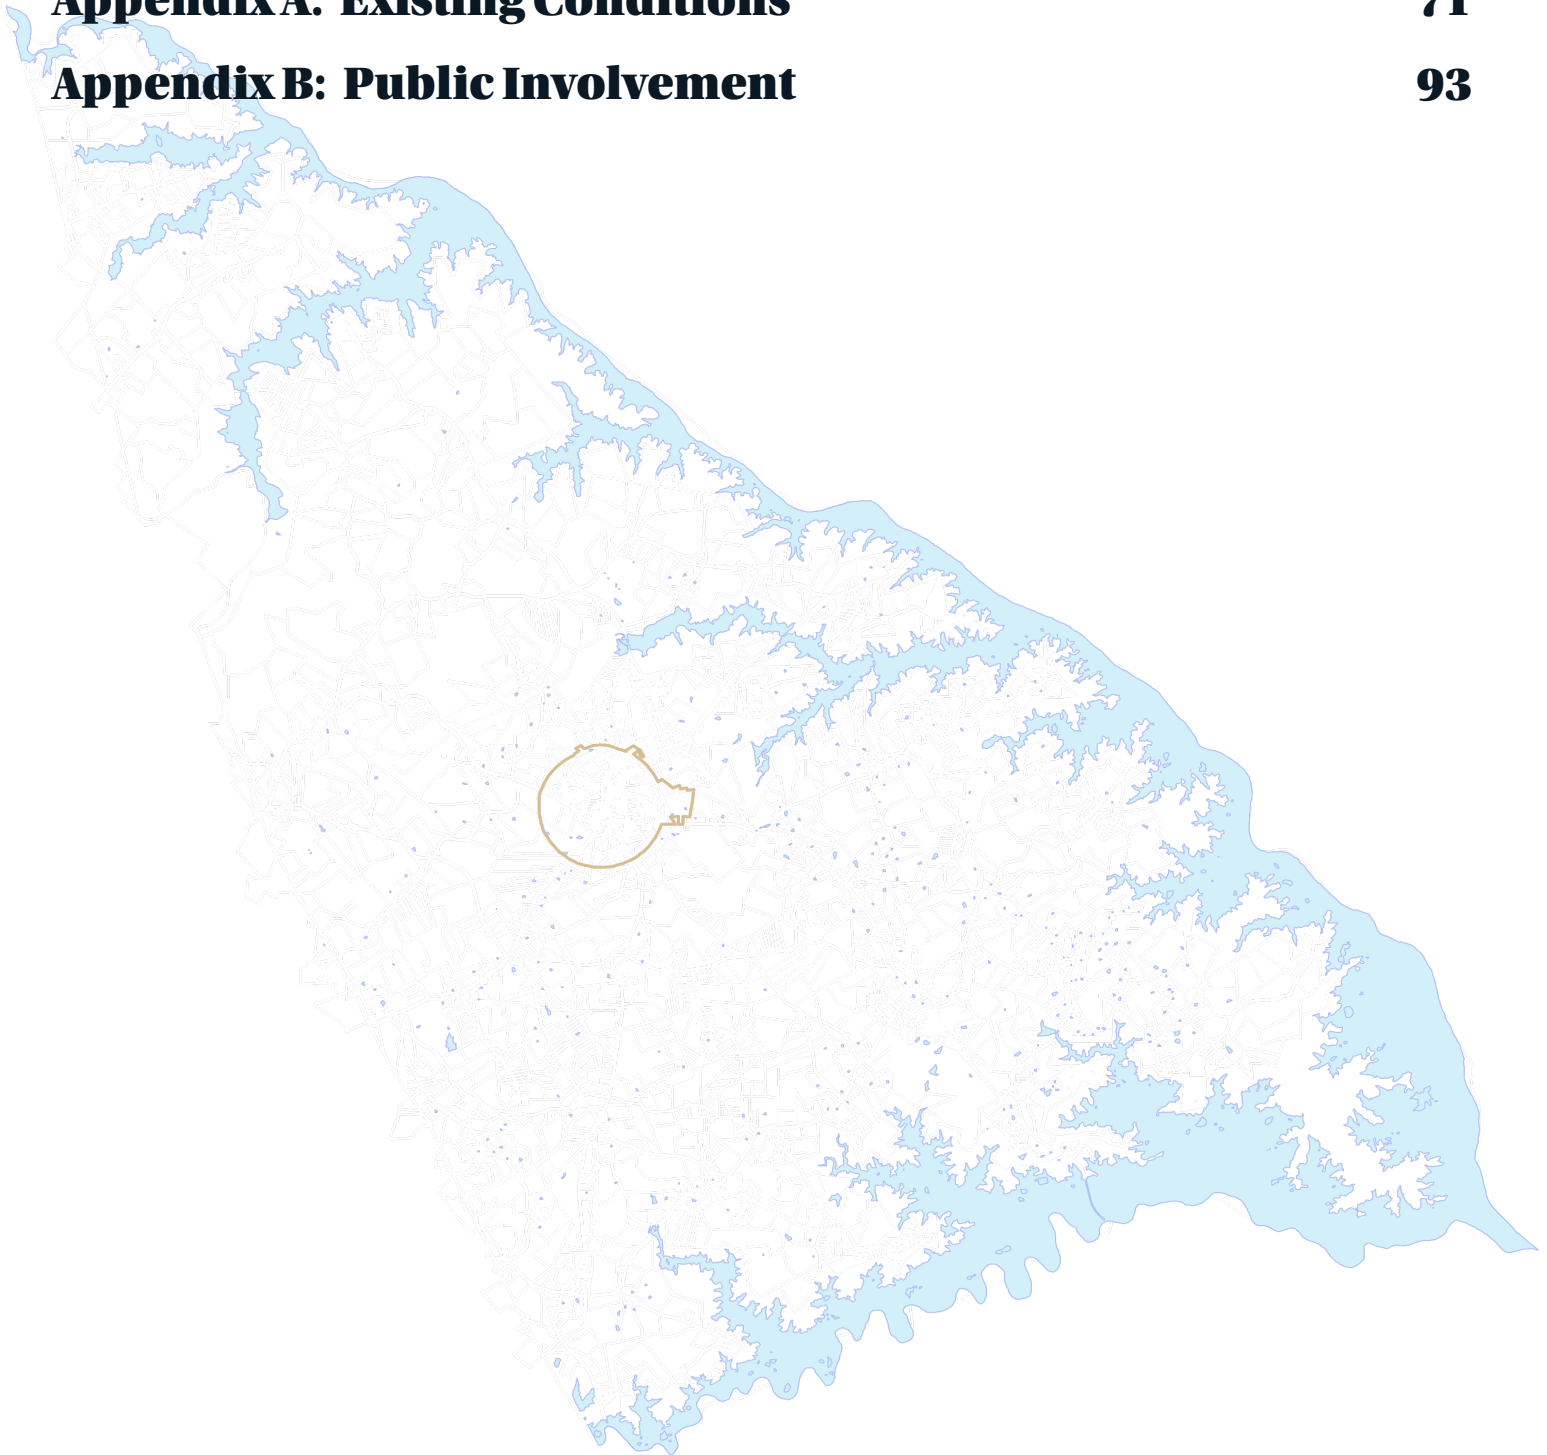 Appendix A: Existing Conditions 71
Appendix B: Public Involvement 93